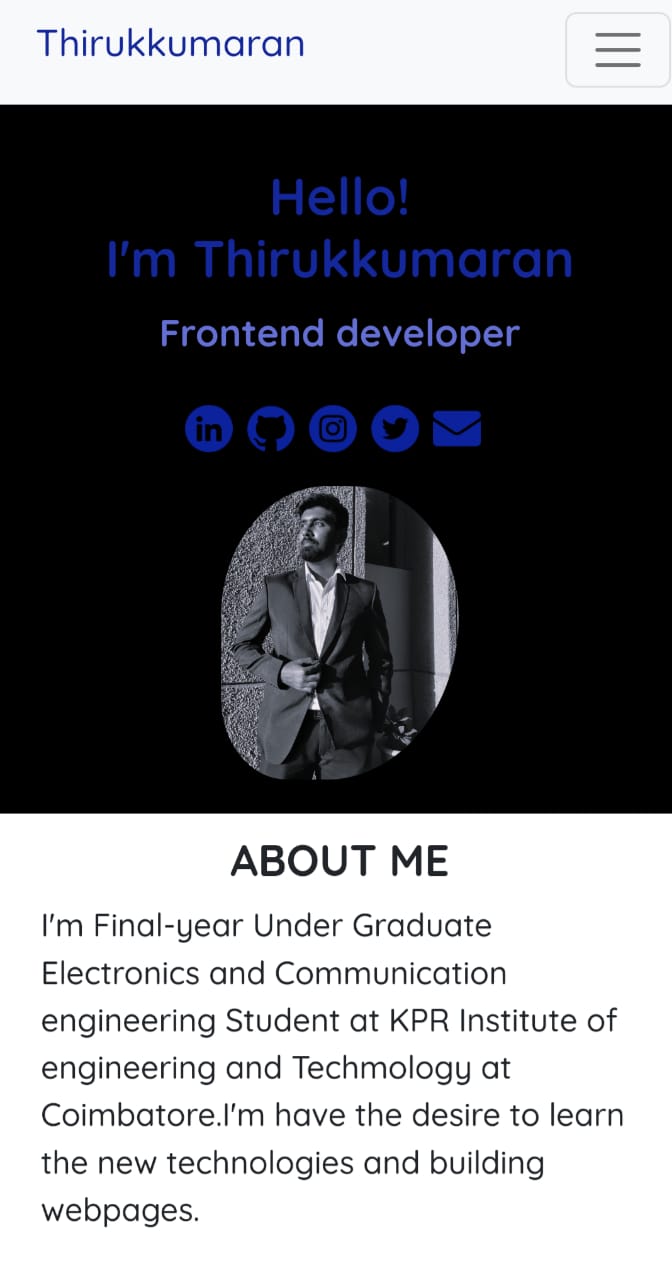 Thirukkumaran
Hello!
I'm Thirukkumaran
Frontend developer
in
ABOUT ME
I'm Final-year Under Graduate
Electronics and Communication
engineering Student at KPR Institute of
engineering and Techmology at
Coimbatore.I'm have the desire to learn
the new technologies and building
webpages.